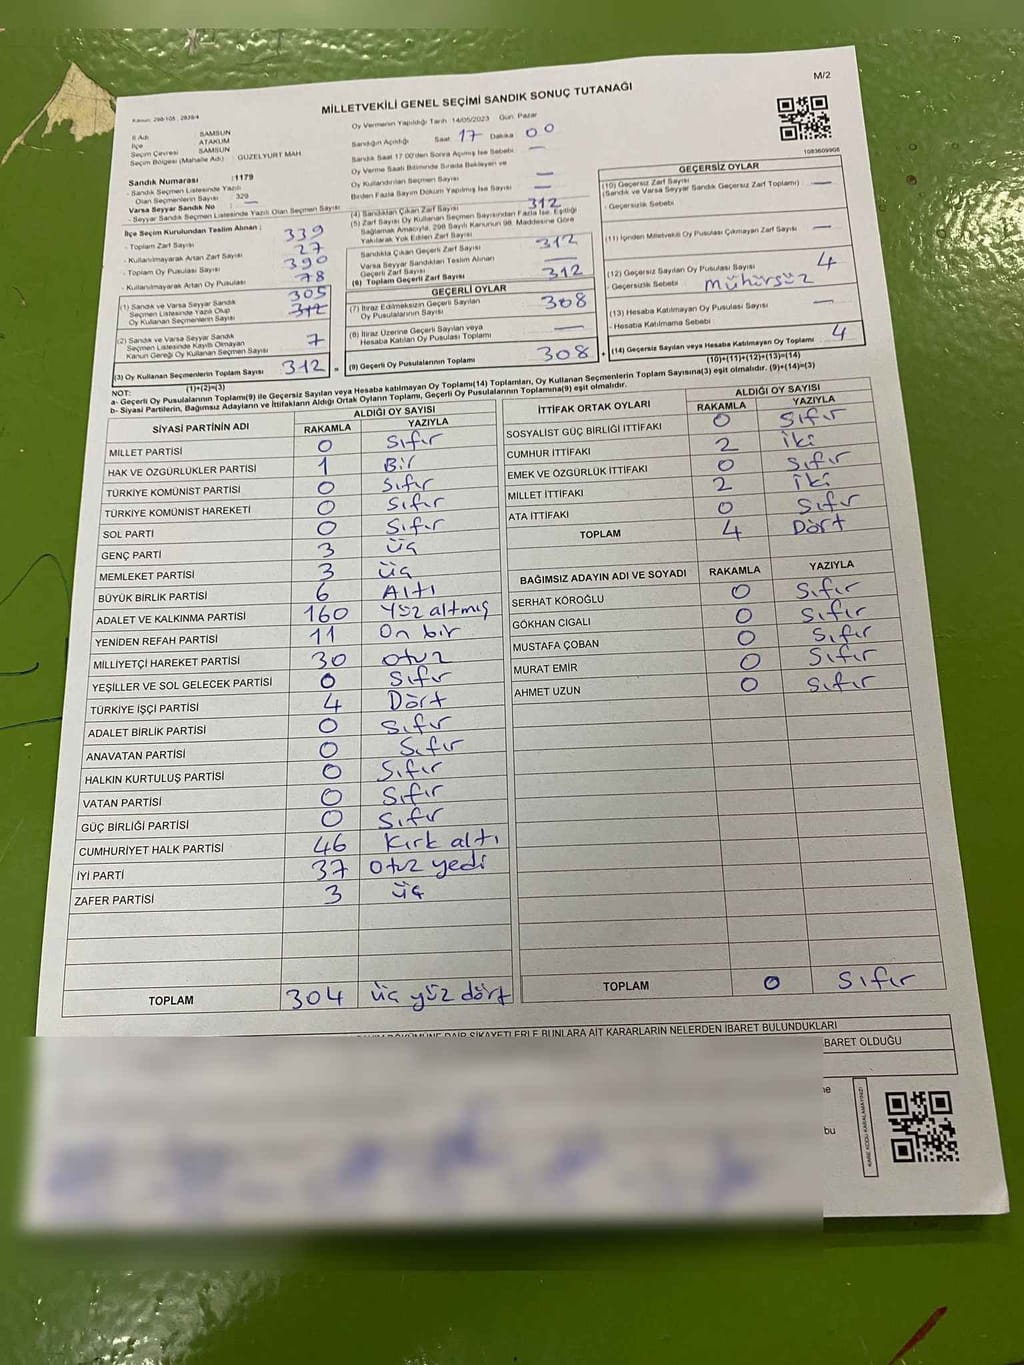 M/2
MİLLETVEKİLİ GENEL SEÇİMİ SANDIK SONUÇ TUTANAĞI
İl Adı : SAMSUN
İlçe : ATAKUM
Seçim Çevresi : SAMSUN
Seçim Bölgesi (Mahalle Adı) : GÜZELYURT MAH
Sandık Numarası : 1179
- Sandık Seçmen Listesinde Yazılı
Olan Seçmenlerin Sayısı : 329
Varsa Seyyar Sandık No : —
- Seyyar Sandık Seçmen Listesinde Yazılı Olan Seçmen Sayısı :
Oy Vermenin Yapıldığı Tarih 14/05/2023 Gün Pazar
Sandığın Açıldığı Saat 17 Dakika 00
Sandık Saat 17.00'den Sonra Açılmış İse Sebebi —
Oy Verme Saati Bitiminde Sırada Bekleyen ve
Oy Kullandırılan Seçmen Sayısı —
Birden Fazla Sayım Döküm Yapılmış İse Sayısı —
1083609908
İlçe Seçim Kurulundan Teslim Alınan :
- Toplam Zarf Sayısı 339
- Kullanılmayarak Artan Zarf Sayısı 27
- Toplam Oy Pusulası Sayısı 390
- Kullanılmayarak Artan Oy Pusulası 78
(1) Sandık ve Varsa Seyyar Sandık
Seçmen Listesinde Yazılı Olup
Oy Kullanan Seçmenlerin Sayısı 305 312
(2) Sandık ve Varsa Seyyar Sandık
Seçmen Listesinde Kayıtlı Olmayan
Kanun Gereği Oy Kullanan Seçmen Sayısı 7
(3) Oy Kullanan Seçmenlerin Toplam Sayısı 312
(1)+(2)=(3)
(4) Sandıktan Çıkan Zarf Sayısı 312
(5) Zarf Sayısı Oy Kullanan Seçmen Sayısından Fazla İse, Eşitliği
Sağlamak Amacıyla, 298 Sayılı Kanunun 98. Maddesine Göre
Yakılarak Yok Edilen Zarf Sayısı
Sandıkta Çıkan Geçerli Zarf Sayısı 312
Varsa Seyyar Sandıktan Teslim Alınan
Geçerli Zarf Sayısı —
(6) Toplam Geçerli Zarf Sayısı 312
GEÇERLİ OYLAR
(7) İtiraz Edilmeksizin Geçerli Sayılan
Oy Pusulalarının Sayısı 308
(8) İtiraz Üzerine Geçerli Sayılan veya
Hesaba Katılan Oy Pusulası Toplamı —
= (9) Geçerli Oy Pusulalarının Toplamı 308
GEÇERSİZ OYLAR
(10) Geçersiz Zarf Sayısı
(Sandık ve Varsa Seyyar Sandık Geçersiz Zarf Toplamı) —
- Geçersizlik Sebebi
(11) İçinden Milletvekili Oy Pusulası Çıkmayan Zarf Sayısı —
(12) Geçersiz Sayılan Oy Pusulası Sayısı 4
- Geçersizlik Sebebi Mühürsüz
(13) Hesaba Katılmayan Oy Pusulası Sayısı —
- Hesaba Katılmama Sebebi
+ (14) Geçersiz Sayılan veya Hesaba Katılmayan Oy Toplamı 4
(10)+(11)+(12)+(13)=(14)
NOT:
a- Geçerli Oy Pusulalarının Toplamı(9) ile Geçersiz Sayılan veya Hesaba katılmayan Oy Toplamı(14) Toplamları, Oy Kullanan Seçmenlerin Toplam Sayısına(3) eşit olmalıdır. (9)+(14)=(3)
b- Siyasi Partilerin, Bağımsız Adayların ve İttifakların Aldığı Ortak Oyların Toplamı, Geçerli Oy Pusulalarının Toplamına(9) eşit olmalıdır.
SİYASİ PARTİNİN ADI ALDIĞI OY SAYISI
RAKAMLA YAZIYLA
MİLLET PARTİSİ 0 Sıfır
HAK VE ÖZGÜRLÜKLER PARTİSİ 1 Bir
TÜRKİYE KOMÜNİST PARTİSİ 0 Sıfır
TÜRKİYE KOMÜNİST HAREKETİ 0 Sıfır
SOL PARTİ 0 Sıfır
GENÇ PARTİ 3 üç
MEMLEKET PARTİSİ 3 üç
BÜYÜK BİRLİK PARTİSİ 6 Altı
ADALET VE KALKINMA PARTİSİ 160 Yüz altmış
YENİDEN REFAH PARTİSİ 11 On bir
MİLLİYETÇİ HAREKET PARTİSİ 30 otuz
YEŞİLLER VE SOL GELECEK PARTİSİ 0 Sıfır
TÜRKİYE İŞÇİ PARTİSİ 4 Dört
ADALET BİRLİK PARTİSİ 0 Sıfır
ANAVATAN PARTİSİ 0 Sıfır
HALKIN KURTULUŞ PARTİSİ 0 Sıfır
VATAN PARTİSİ 0 Sıfır
GÜÇ BİRLİĞİ PARTİSİ 0 Sıfır
CUMHURİYET HALK PARTİSİ 46 Kırk altı
İYİ PARTİ 37 Otuz yedi
ZAFER PARTİSİ 3 üç
TOPLAM 304 üç yüz dört
İTTİFAK ORTAK OYLARI ALDIĞI OY SAYISI
RAKAMLA YAZIYLA
SOSYALİST GÜÇ BİRLİĞİ İTTİFAKI 0 Sıfır
CUMHUR İTTİFAKI 2 iki
EMEK VE ÖZGÜRLÜK İTTİFAKI 0 Sıfır
MİLLET İTTİFAKI 2 iki
ATA İTTİFAKI 0 Sıfır
TOPLAM 4 Dört
BAĞIMSIZ ADAYIN ADI VE SOYADI RAKAMLA YAZIYLA
SERHAT KÖROĞLU 0 Sıfır
GÖKHAN CIGALI 0 Sıfır
MUSTAFA ÇOBAN 0 Sıfır
MURAT EMİR 0 Sıfır
AHMET UZUN 0 Sıfır
TOPLAM 0 Sıfır
DAİR ŞİKAYETLERLE BUNLARA AİT KARARLARIN NELERDEN İBARET BULUNDUKLARI
BARET OLDUĞU
bu